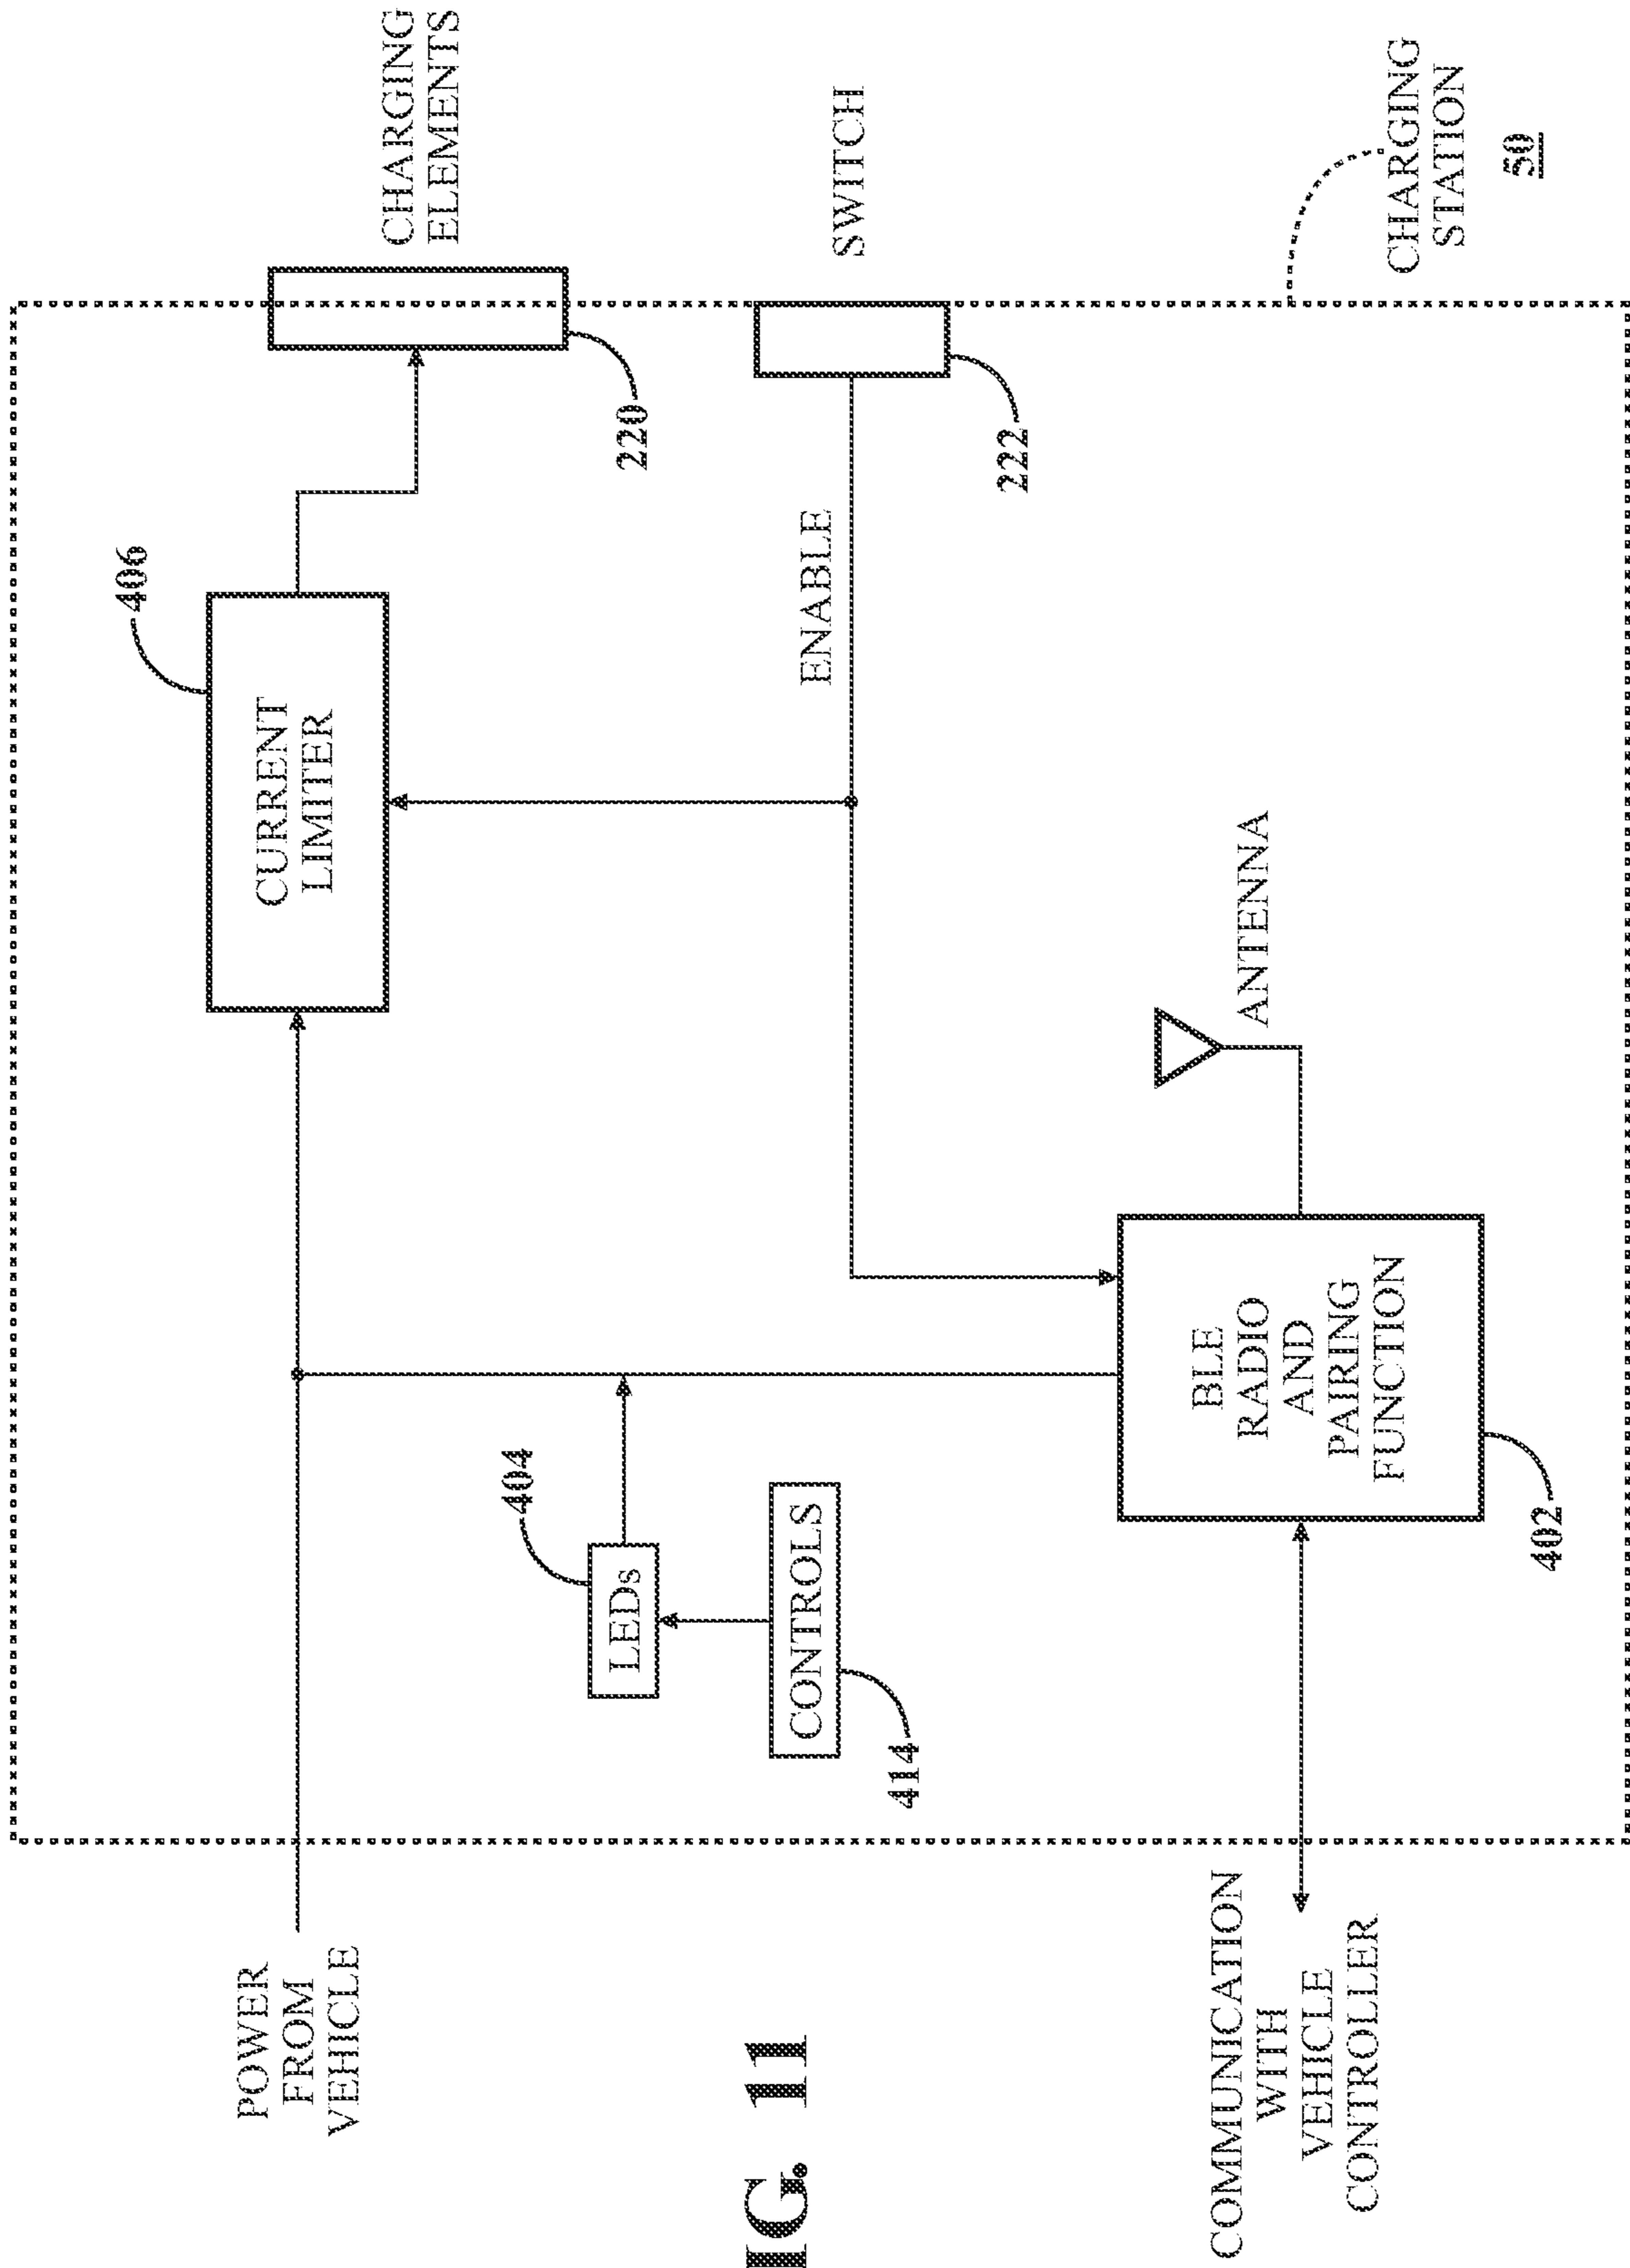 POWER
FROM
VEHICLE
406
CURRENT
LIMITER
CHARGING
ELEMENTS
220
404
LEDs
CONTROLS
414
ENABLE
SWITCH
222
ANTENNA
BLE
RADIO
AND
PAIRING
FUNCTION
402
COMMUNICATION
WITH
VEHICLE
CONTROLLER
CHARGING
STATION
50
IG. 11